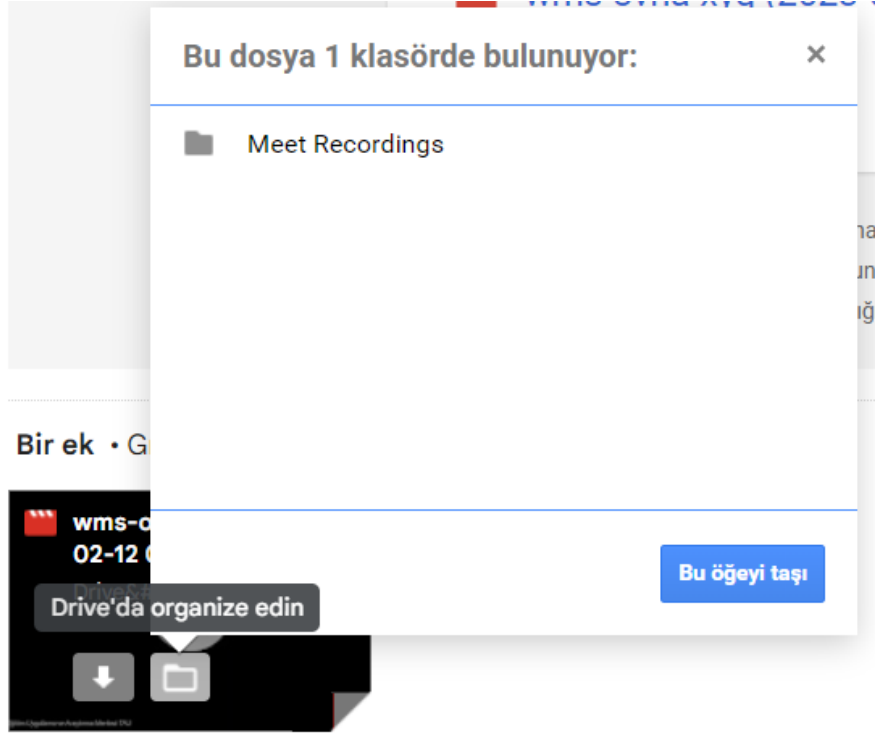 Bu dosya 1 klasörde bulunuyor:
Meet Recordings
Bir ek •
wms-o
02-12
Drive'da organize edin
Bu öğeyi taşı